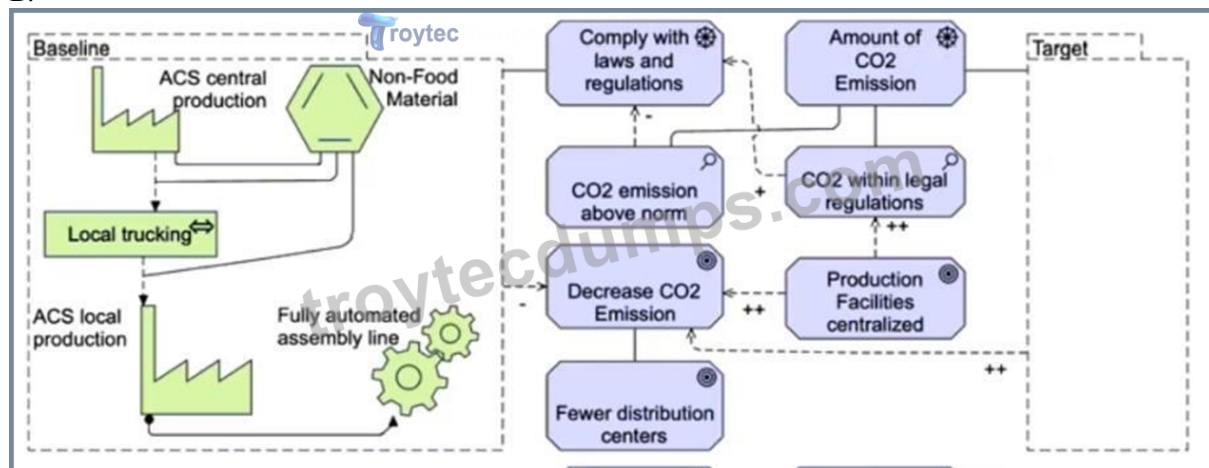 Troytec
Baseline
ACS central
production
Non-Food
Material
Local trucking
ACS local
production
Fully automated
assembly line
Comply with
laws and
regulations
Amount of
CO2
Emission
-
CO2 emission
above norm
+
CO2 within legal
regulations
++
-
Decrease CO2
Emission
++
Production
Facilities
centralized
++
Fewer distribution
centers
Target
troytecdumps.com